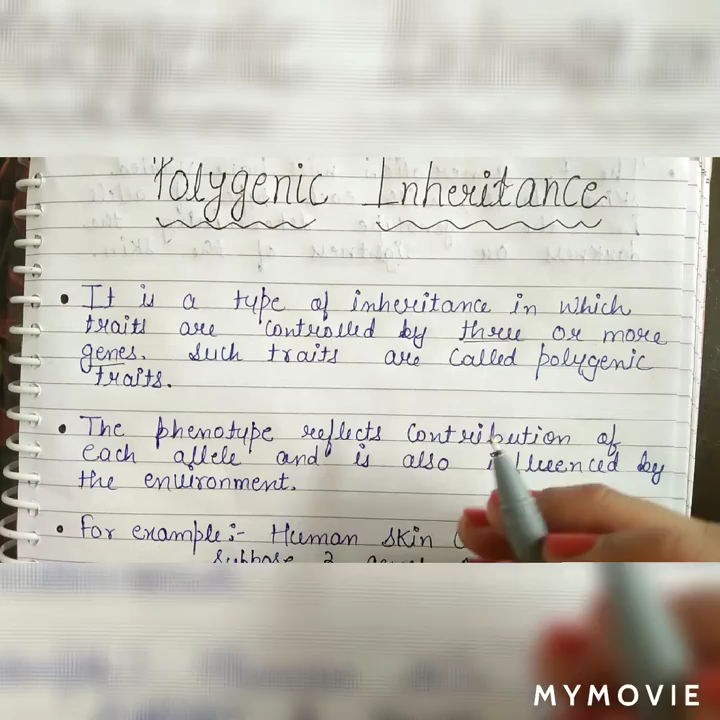 Polygenic Inheritance
• It is a type of inheritance in which
traits are controlled by three or more
genes. Such traits are called polygenic
traits.
• The phenotype reflects contribution of
each allele and is also influenced by
the environment.
• For example:- Human skin
Suppose 3
MYMOVIE